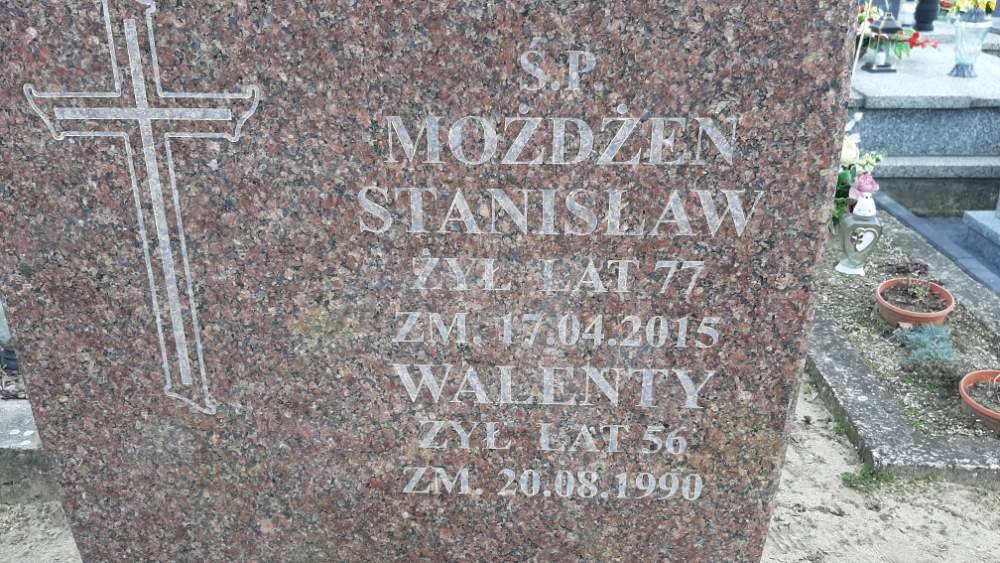 Ś.P.
MOŻDŻEŃ
STANISŁAW
ŻYŁ LAT 77
ZM. 17.04.2015
WALENTY
ŻYŁ LAT 56
ZM. 20.08.1990